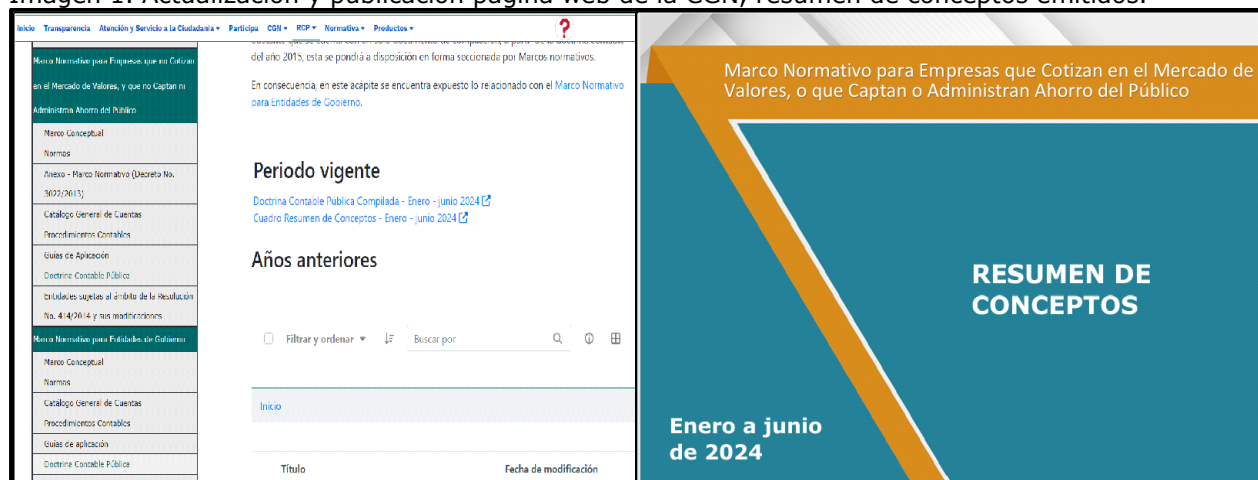 Imagen 1. Actualización y publicación página web de la CGN, resumen de conceptos emitidos.
Inicio Transparencia Atención y Servicio a la Ciudadanía Participa CGN RCP Normativa Productos ?
Marco Normativo para Empresas que no Cotizan
en el Mercado de Valores, y que no Captan ni
Administran Ahorro del Público
Marco Conceptual
Normas
Anexo - Marco Normativo (Decreto No.
3022/2013)
Catálogo General de Cuentas
Procedimientos Contables
Guías de Aplicación
Doctrina Contable Pública
Entidades sujetas al ámbito de la Resolución
No. 414/2014 y sus modificaciones
Marco Normativo para Entidades de Gobierno
Marco Conceptual
Normas
Catálogo General de Cuentas
Procedimientos Contables
Guías de aplicación
Doctrina Contable Pública
del año 2015, esta se pondrá a disposición en forma seccionada por Marcos normativos.
En consecuencia, en este acápite se encuentra expuesto lo relacionado con el Marco Normativo
para Entidades de Gobierno.
Periodo vigente
Doctrina Contable Pública Compilada - Enero - junio 2024
Cuadro Resumen de Conceptos - Enero - junio 2024
Años anteriores
Filtrar y ordenar Buscar por
Inicio
Título Fecha de modificación
Marco Normativo para Empresas que Cotizan en el Mercado de
Valores, o que Captan o Administran Ahorro del Público
RESUMEN DE
CONCEPTOS
Enero a junio
de 2024